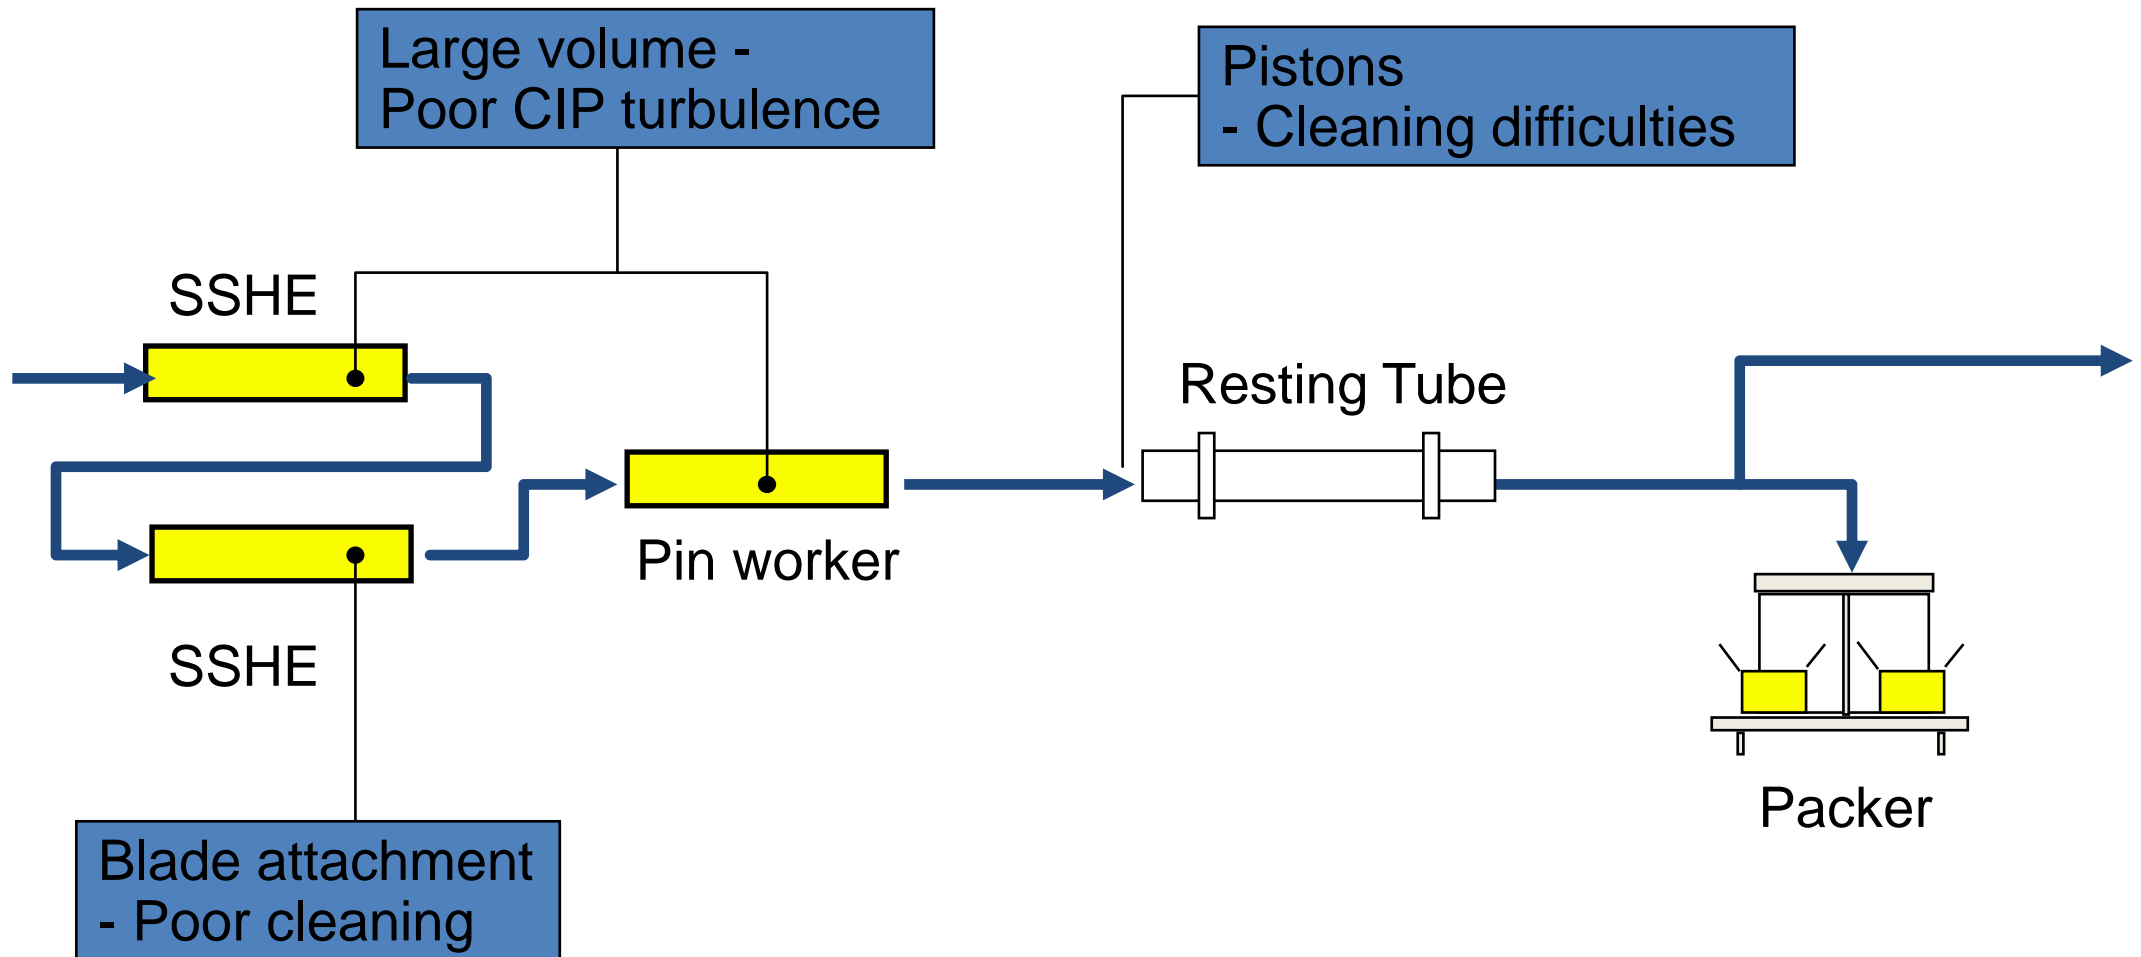 Large volume -
Poor CIP turbulence
Pistons
- Cleaning difficulties
SSHE
Resting Tube
Pin worker
SSHE
Packer
Blade attachment
- Poor cleaning